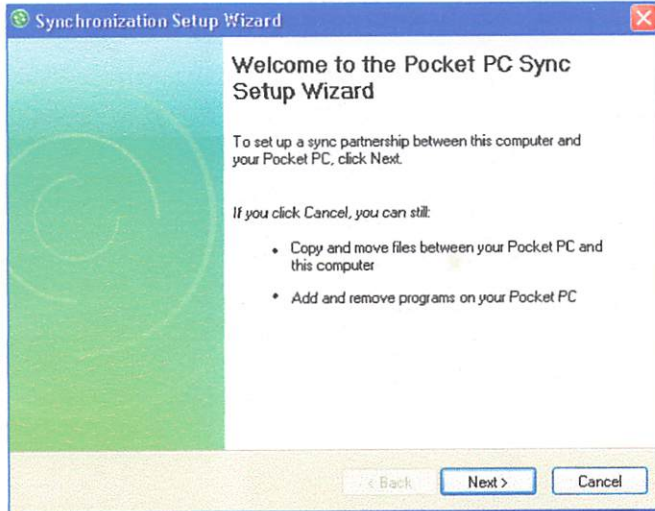 Synchronization Setup Wizard
Welcome to the Pocket PC Sync
Setup Wizard
To set up a sync partnership between this computer and
your Pocket PC, click Next.
If you click Cancel, you can still:
• Copy and move files between your Pocket PC and
this computer
• Add and remove programs on your Pocket PC
< Back
Next >
Cancel